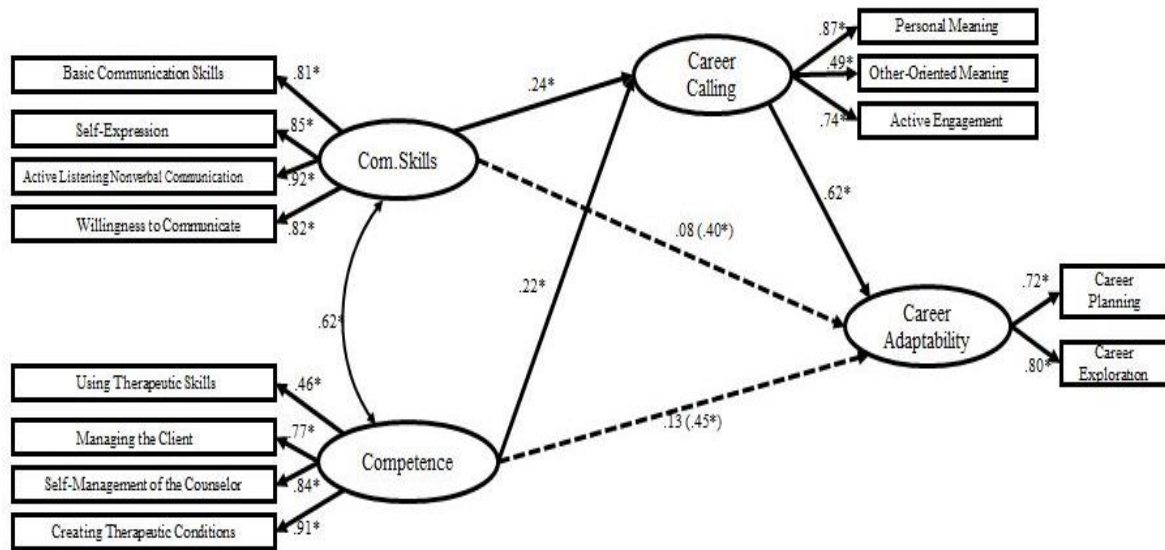 Personal Meaning
.87*
Career
Calling
.49*
Other-Oriented Meaning
.74*
Active Engagement
Basic Communication Skills
.81*
Self-Expression
.85*
Com.Skills
Active Listening Nonverbal Communication
.92*
Willingness to Communicate
.82*
.24*
.62*
.08 (.40*)
.22*
.62*
Career
Adaptability
.72*
Career
Planning
.80*
Career
Exploration
Using Therapeutic Skills
.46*
Managing the Client
.77*
Competence
.13 (.45*)
Self-Management of the Counselor
.84*
Creating Therapeutic Conditions
.91*